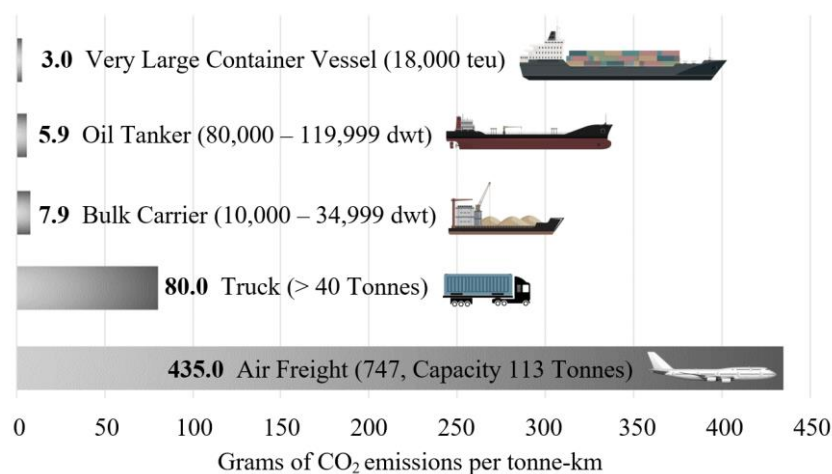 3.0 Very Large Container Vessel (18,000 teu)
5.9 Oil Tanker (80,000 – 119,999 dwt)
7.9 Bulk Carrier (10,000 – 34,999 dwt)
80.0 Truck (> 40 Tonnes)
435.0 Air Freight (747, Capacity 113 Tonnes)
0 50 100 150 200 250 300 350 400 450
Grams of CO₂ emissions per tonne-km